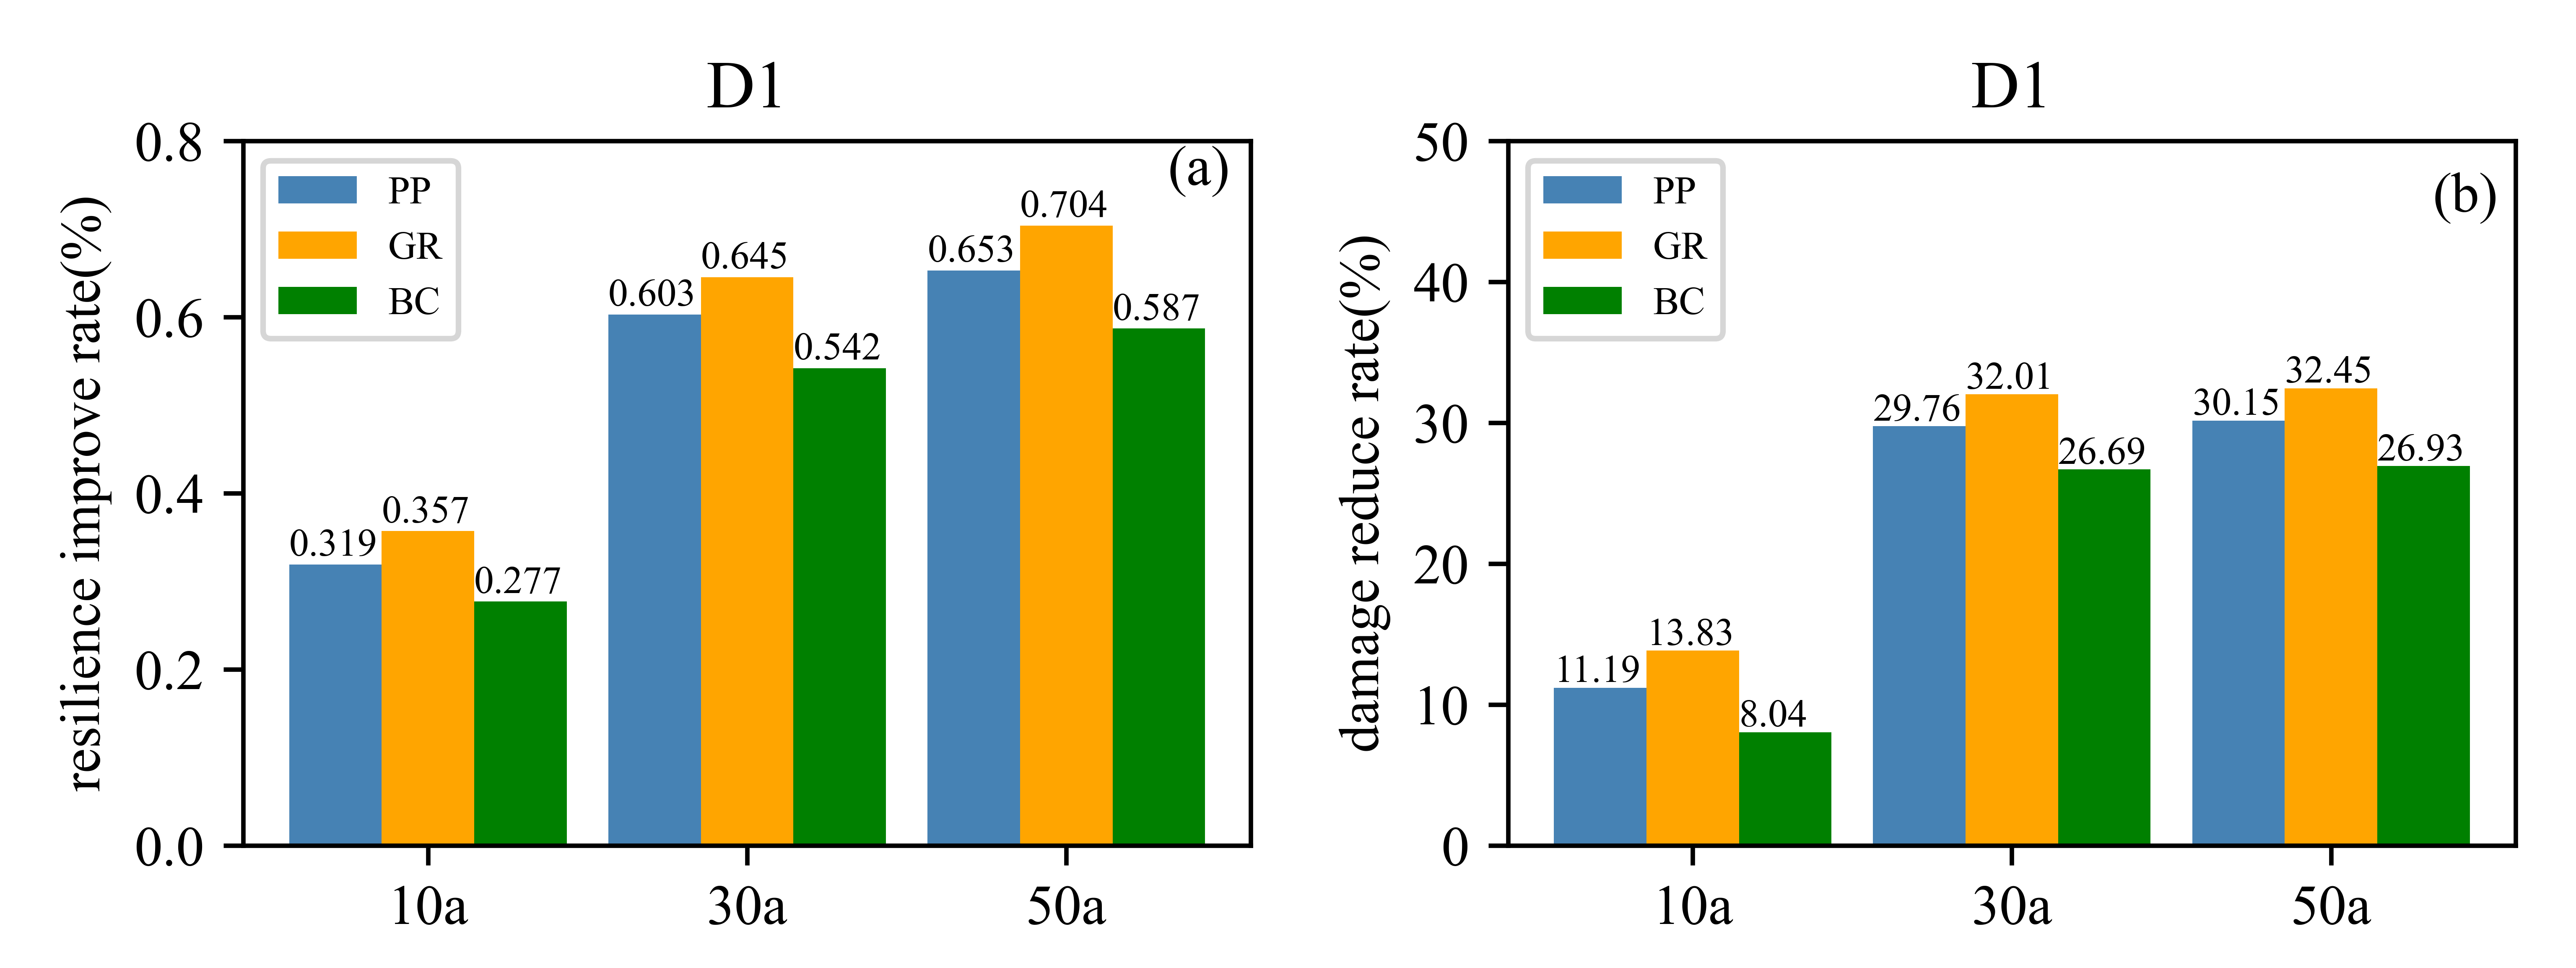 D1
(a)
resilience improve rate(%)
0.8
0.6
0.4
0.2
0.0
PP
GR
BC
0.319
0.357
0.277
0.603
0.645
0.542
0.653
0.704
0.587
10a
30a
50a
D1
(b)
damage reduce rate(%)
50
40
30
20
10
0
PP
GR
BC
11.19
13.83
8.04
29.76
32.01
26.69
30.15
32.45
26.93
10a
30a
50a